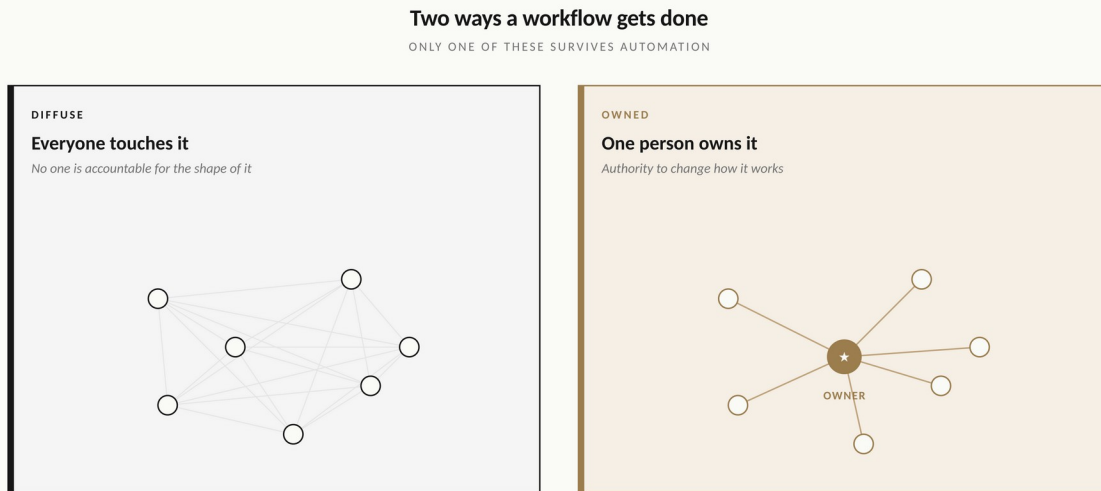 Two ways a workflow gets done
ONLY ONE OF THESE SURVIVES AUTOMATION
DIFFUSE
Everyone touches it
No one is accountable for the shape of it
OWNED
One person owns it
Authority to change how it works
OWNER